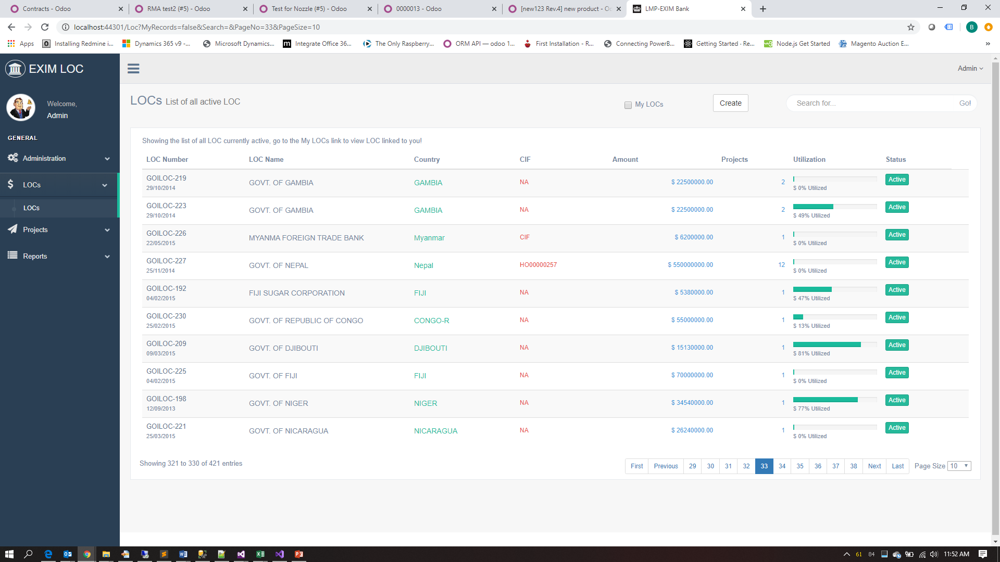 Contracts - Odoo
RMA test2 (#5) - Odoo
Test for Nozzle (#5) - Odoo
0000013 - Odoo
[new123 Rev.4] new product - Oc
LMP-EXIM Bank
localhost:44301/Loc?MyRecords=false&Search=&PageNo=33&PageSize=10
B
Apps
Installing Redmine i...
Dynamics 365 v9 -...
Microsoft Dynamics...
Integrate Office 36...
The Only Raspberry...
ORM API — odoo 1...
First Installation - R...
Connecting PowerB...
Getting Started · Re...
Node.js Get Started
Magento Auction E...
»
EXIM LOC
Admin
Welcome,
Admin
GENERAL
Administration
LOCs
LOCs
Projects
Reports
LOCs List of all active LOC
My LOCs
Create
Search for...
Go!
Showing the list of all LOC currently active, go to the My LOCs link to view LOC linked to you!
LOC Number LOC Name Country CIF Amount Projects Utilization Status
GOILOC-219 GOVT. OF GAMBIA GAMBIA NA $ 22500000.00 2 Active
29/10/2014 $ 0% Utilized
GOILOC-223 GOVT. OF GAMBIA GAMBIA NA $ 22500000.00 2 Active
29/10/2014 $ 49% Utilized
GOILOC-226 MYANMA FOREIGN TRADE BANK Myanmar CIF $ 6200000.00 1 Active
22/05/2015 $ 0% Utilized
GOILOC-227 GOVT. OF NEPAL Nepal HO00000257 $ 550000000.00 12 Active
25/11/2014 $ 0% Utilized
GOILOC-192 FIJI SUGAR CORPORATION FIJI NA $ 5380000.00 1 Active
04/02/2015 $ 47% Utilized
GOILOC-230 GOVT. OF REPUBLIC OF CONGO CONGO-R NA $ 55000000.00 1 Active
25/02/2015 $ 13% Utilized
GOILOC-209 GOVT. OF DJIBOUTI DJIBOUTI NA $ 15130000.00 1 Active
09/03/2015 $ 81% Utilized
GOILOC-225 GOVT. OF FIJI FIJI NA $ 70000000.00 1 Active
04/02/2015 $ 0% Utilized
GOILOC-198 GOVT. OF NIGER NIGER NA $ 34540000.00 1 Active
12/09/2013 $ 77% Utilized
GOILOC-221 GOVT. OF NICARAGUA NICARAGUA NA $ 26240000.00 1 Active
25/03/2015 $ 0% Utilized
Showing 321 to 330 of 421 entries
First Previous 29 30 31 32 33 34 35 36 37 38 Next Last Page Size 10
61 84 11:52 AM